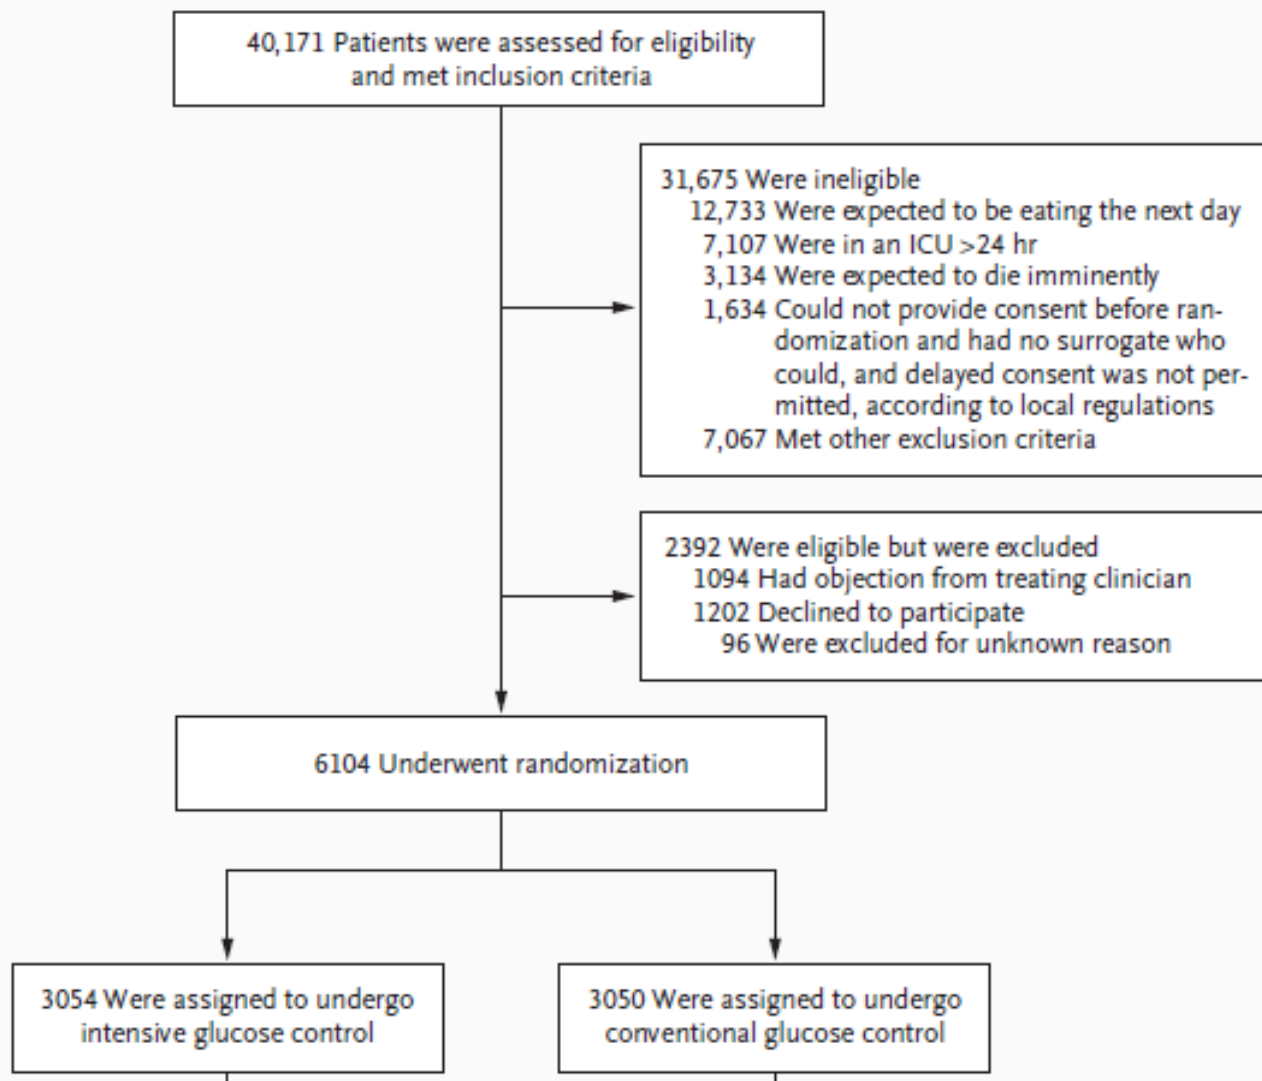 40,171 Patients were assessed for eligibility
and met inclusion criteria
31,675 Were ineligible
12,733 Were expected to be eating the next day
7,107 Were in an ICU >24 hr
3,134 Were expected to die imminently
1,634 Could not provide consent before ran-
domization and had no surrogate who
could, and delayed consent was not per-
mitted, according to local regulations
7,067 Met other exclusion criteria
2392 Were eligible but were excluded
1094 Had objection from treating clinician
1202 Declined to participate
96 Were excluded for unknown reason
6104 Underwent randomization
3054 Were assigned to undergo
intensive glucose control
3050 Were assigned to undergo
conventional glucose control